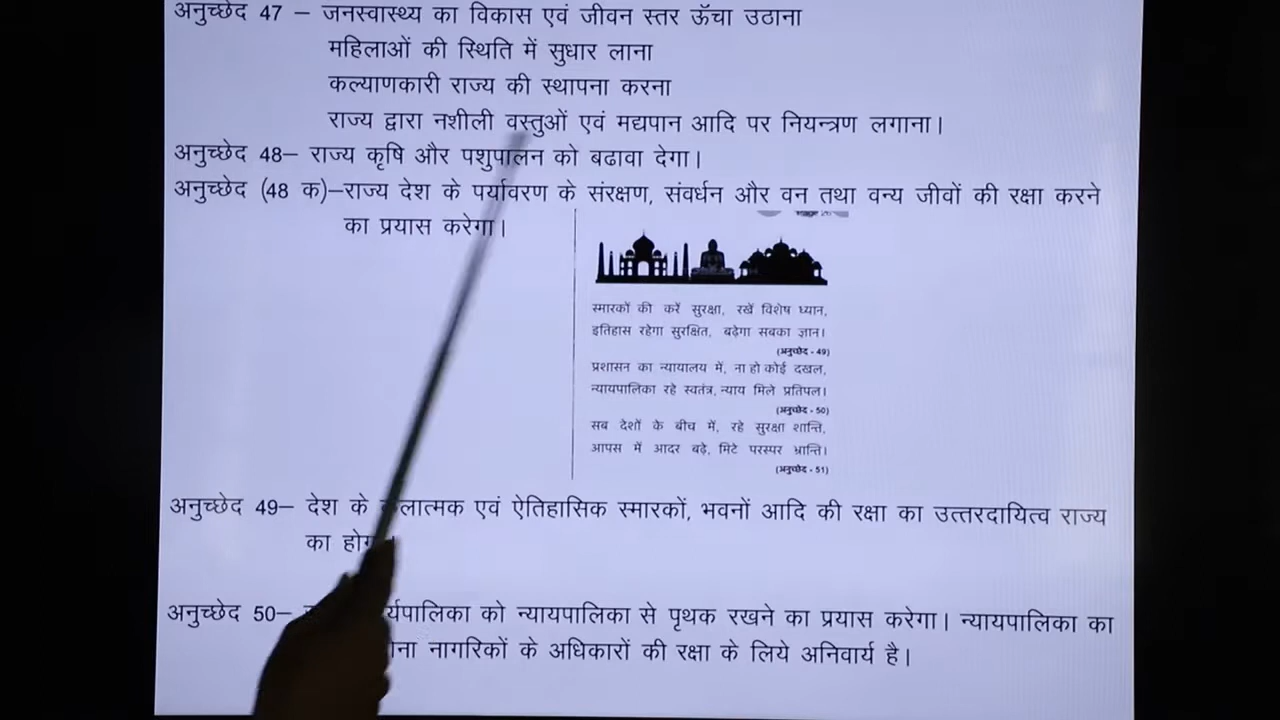 अनुच्छेद 47 – जनस्वास्थ्य का विकास एवं जीवन स्तर ऊँचा उठाना
महिलाओं की स्थिति में सुधार लाना
कल्याणकारी राज्य की स्थापना करना
राज्य द्वारा नशीली वस्तुओं एवं मद्यपान आदि पर नियन्त्रण लगाना।
अनुच्छेद 48– राज्य कृषि और पशुपालन को बढावा देगा।
अनुच्छेद (48 क)–राज्य देश के पर्यावरण के संरक्षण, संवर्धन और वन तथा वन्य जीवों की रक्षा करने
का प्रयास करेगा।
स्मारकों की करें सुरक्षा, रखें विशेष ध्यान,
इतिहास रहेगा सुरक्षित, बढ़ेगा सबका ज्ञान।
(अनुच्छेद - 49)
प्रशासन का न्यायालय में, ना हो कोई दखल,
न्यायपालिका रहे स्वतंत्र, न्याय मिले प्रतिपल।
(अनुच्छेद - 50)
सब देशों के बीच में, रहे सुरक्षा शान्ति,
आपस में आदर बढ़े, मिटे परस्पर भ्रान्ति।
(अनुच्छेद - 51)
अनुच्छेद 49– देश के एवं ऐतिहासिक स्मारकों, भवनों आदि की रक्षा का उत्तरदायित्व राज्य
का
अनुच्छेद 50– को न्यायपालिका से पृथक रखने का प्रयास करेगा। न्यायपालिका का
नागरिकों के अधिकारों की रक्षा के लिये अनिवार्य है।